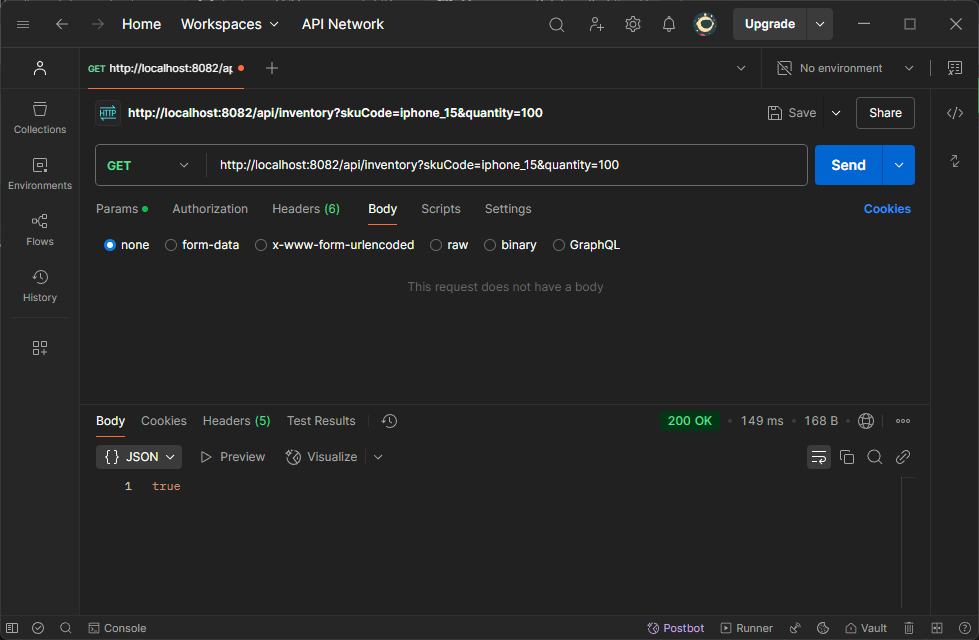 Home Workspaces API Network Upgrade
GET http://localhost:8082/ap No environment
HTTP http://localhost:8082/api/inventory?skuCode=iphone_15&quantity=100 Save Share
Collections
Environments
Flows
History
GET http://localhost:8082/api/inventory?skuCode=iphone_15&quantity=100 Send
Params Authorization Headers (6) Body Scripts Settings Cookies
none form-data x-www-form-urlencoded raw binary GraphQL
This request does not have a body
Body Cookies Headers (5) Test Results 200 OK 149 ms 168 B
{} JSON Preview Visualize
1 true
Console Postbot Runner Vault